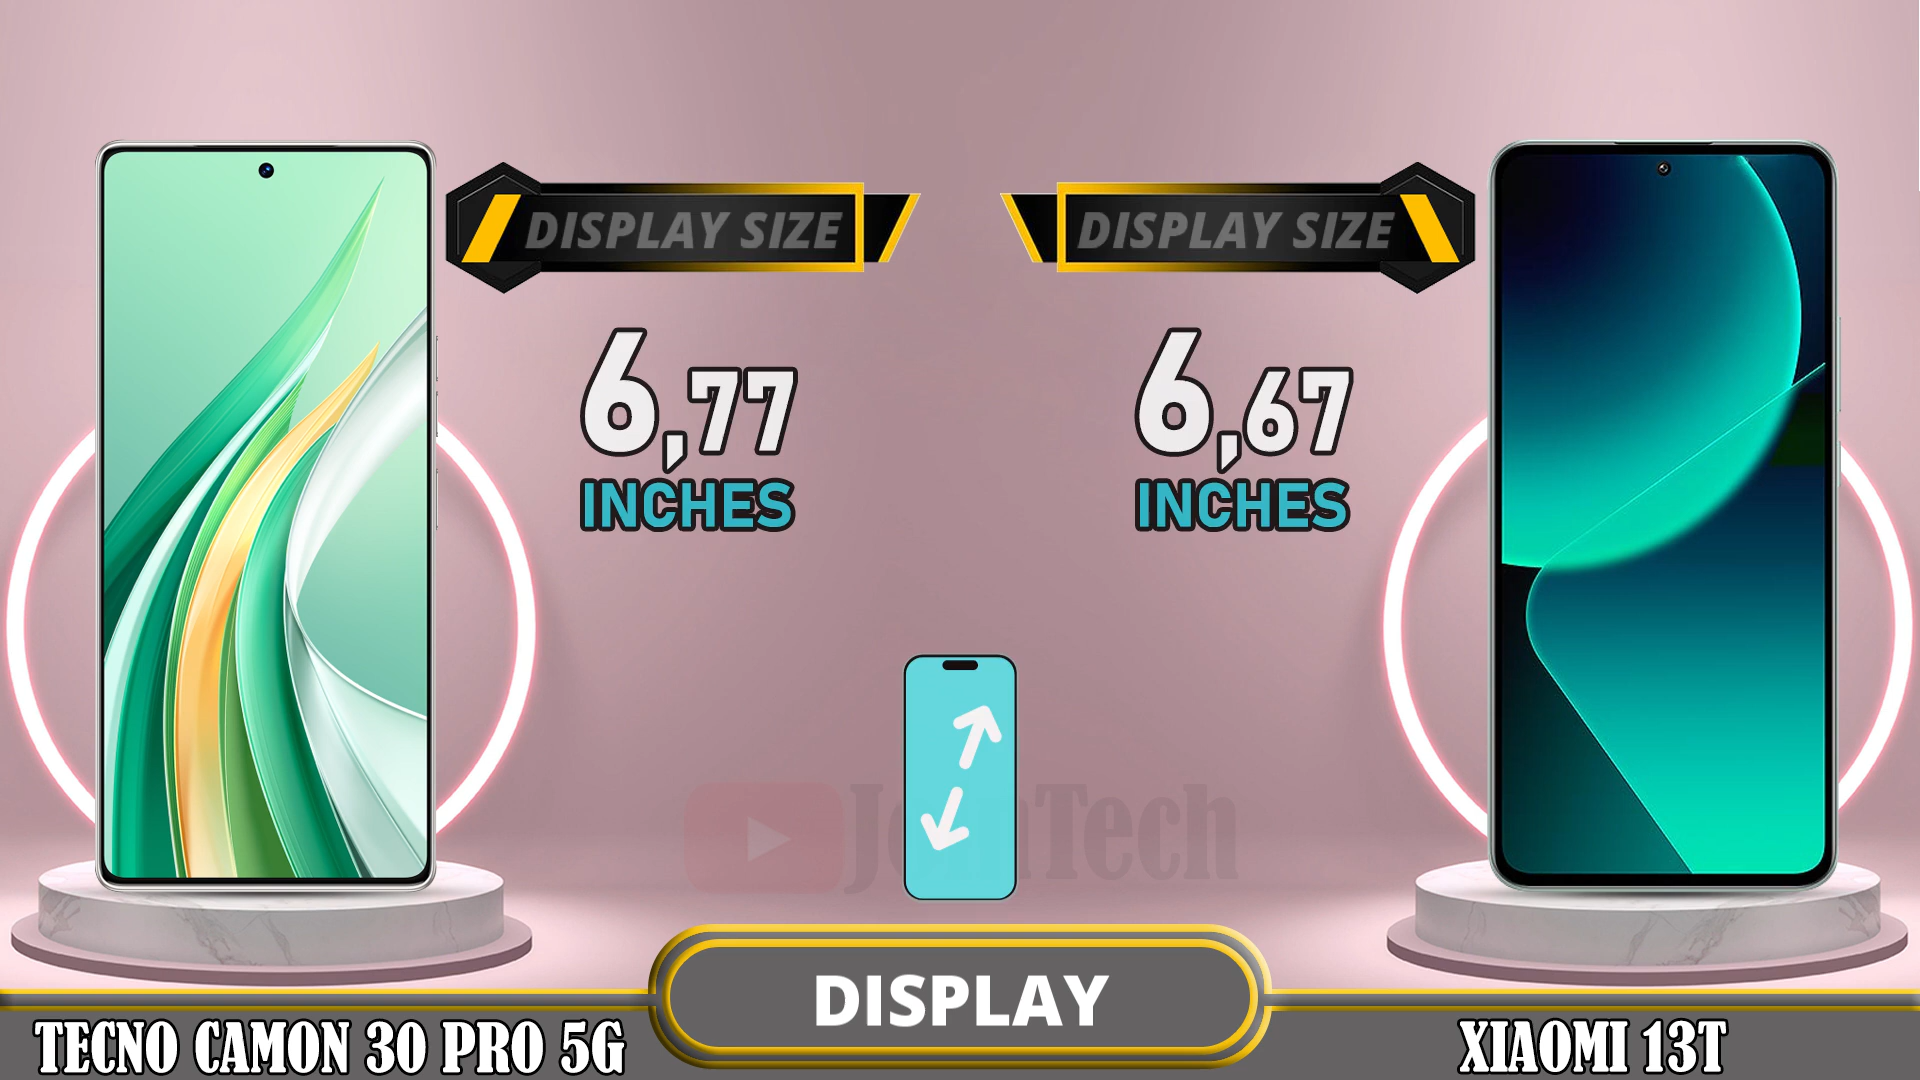 DISPLAY SIZE
DISPLAY SIZE
6,77
INCHES
6,67
INCHES
DISPLAY
TECNO CAMON 30 PRO 5G
XIAOMI 13T